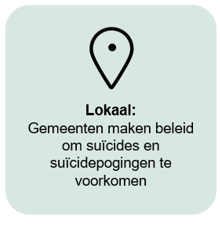 Lokaal:
Gemeenten maken beleid
om suïcides en
suïcidepogingen te
voorkomen